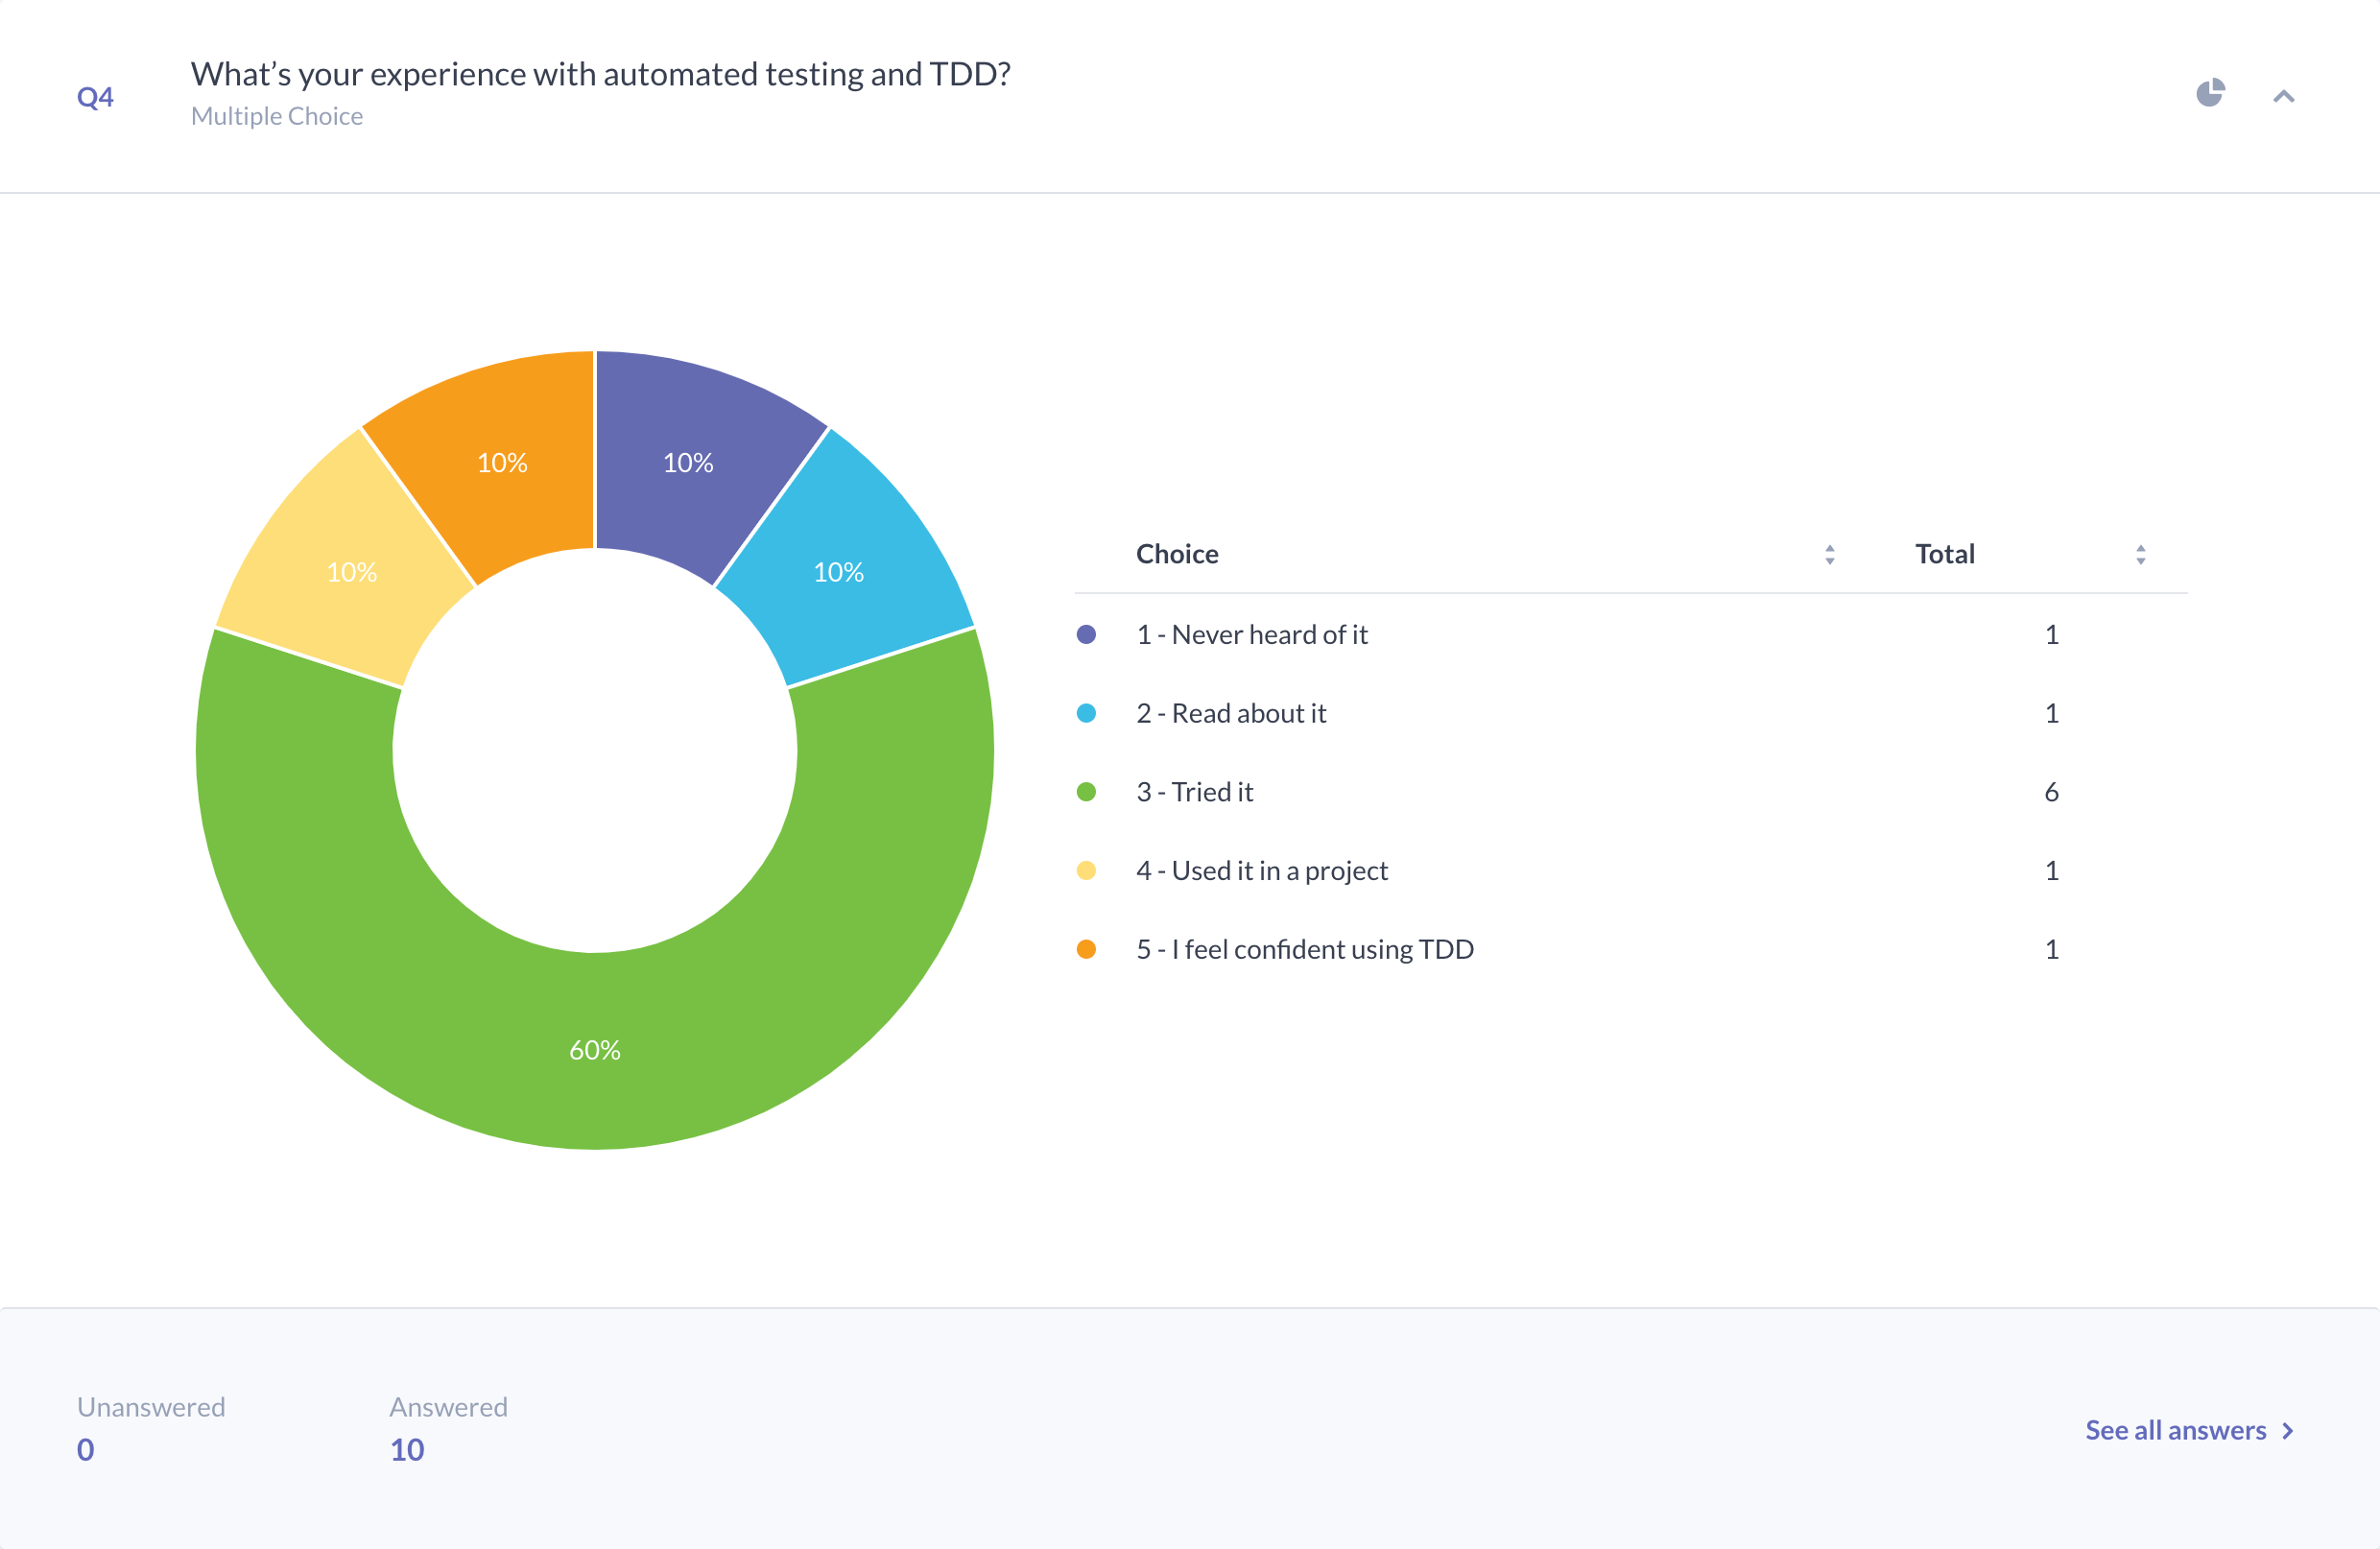 Q4
What’s your experience with automated testing and TDD?
Multiple Choice
10%
10%
10%
10%
60%
Choice Total
1 - Never heard of it 1
2 - Read about it 1
3 - Tried it 6
4 - Used it in a project 1
5 - I feel confident using TDD 1
Unanswered
0
Answered
10
See all answers